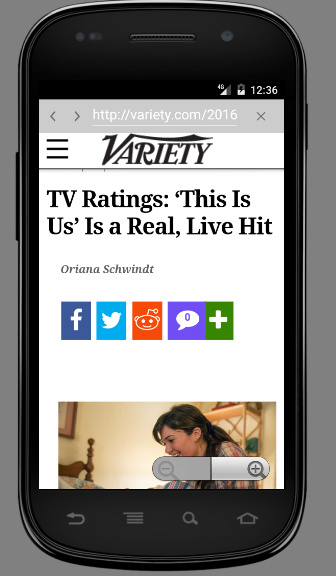 4G 12:36
http://variety.com/2016
VARIETY
TV Ratings: ‘This Is
Us’ Is a Real, Live Hit
Oriana Schwindt
0